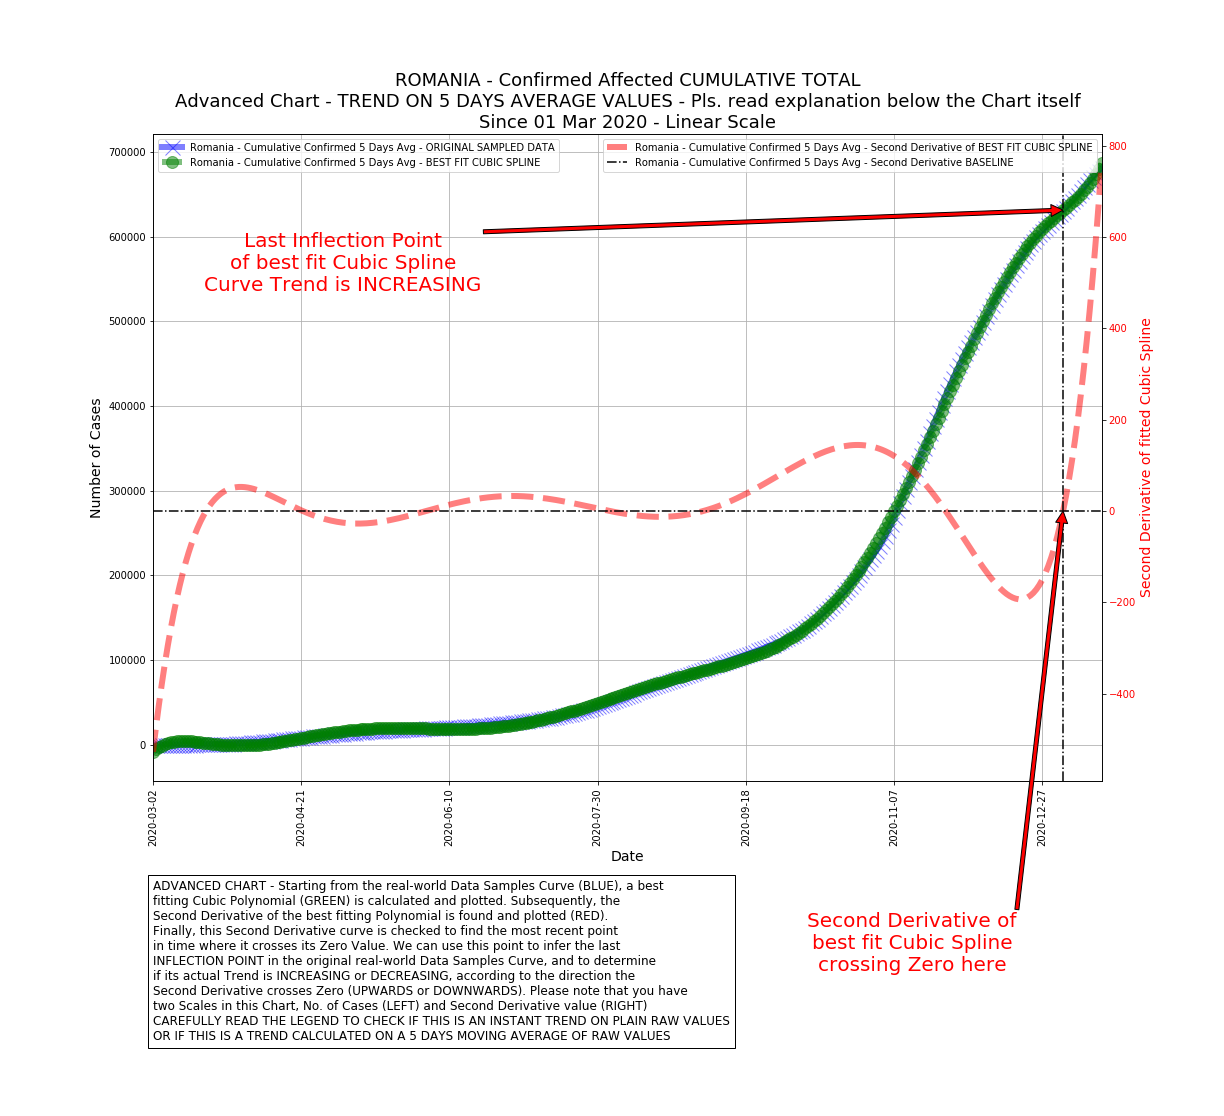 ROMANIA - Confirmed Affected CUMULATIVE TOTAL
Advanced Chart - TREND ON 5 DAYS AVERAGE VALUES - Pls. read explanation below the Chart itself
Since 01 Mar 2020 - Linear Scale
Romania - Cumulative Confirmed 5 Days Avg - ORIGINAL SAMPLED DATA
Romania - Cumulative Confirmed 5 Days Avg - BEST FIT CUBIC SPLINE
Romania - Cumulative Confirmed 5 Days Avg - Second Derivative of BEST FIT CUBIC SPLINE
Romania - Cumulative Confirmed 5 Days Avg - Second Derivative BASELINE
Number of Cases
700000
600000
500000
400000
300000
200000
100000
0
Last Inflection Point
of best fit Cubic Spline
Curve Trend is INCREASING
800
600
400
200
0
−200
−400
Second Derivative of fitted Cubic Spline
2020-03-02
2020-04-21
2020-06-10
2020-07-30
2020-09-18
2020-11-07
2020-12-27
Date
ADVANCED CHART - Starting from the real-world Data Samples Curve (BLUE), a best
fitting Cubic Polynomial (GREEN) is calculated and plotted. Subsequently, the
Second Derivative of the best fitting Polynomial is found and plotted (RED).
Finally, this Second Derivative curve is checked to find the most recent point
in time where it crosses its Zero Value. We can use this point to infer the last
INFLECTION POINT in the original real-world Data Samples Curve, and to determine
if its actual Trend is INCREASING or DECREASING, according to the direction the
Second Derivative crosses Zero (UPWARDS or DOWNWARDS). Please note that you have
two Scales in this Chart, No. of Cases (LEFT) and Second Derivative value (RIGHT)
CAREFULLY READ THE LEGEND TO CHECK IF THIS IS AN INSTANT TREND ON PLAIN RAW VALUES
OR IF THIS IS A TREND CALCULATED ON A 5 DAYS MOVING AVERAGE OF RAW VALUES
Second Derivative of
best fit Cubic Spline
crossing Zero here